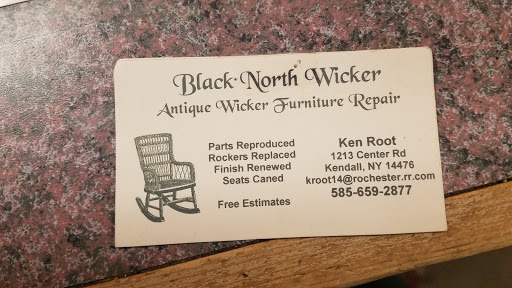 Black North Wicker
Antique Wicker Furniture Repair
Parts Reproduced
Rockers Replaced
Finish Renewed
Seats Caned
Free Estimates
Ken Root
1213 Center Rd
Kendall, NY 14476
kroot14@rochester.rr.com
585-659-2877